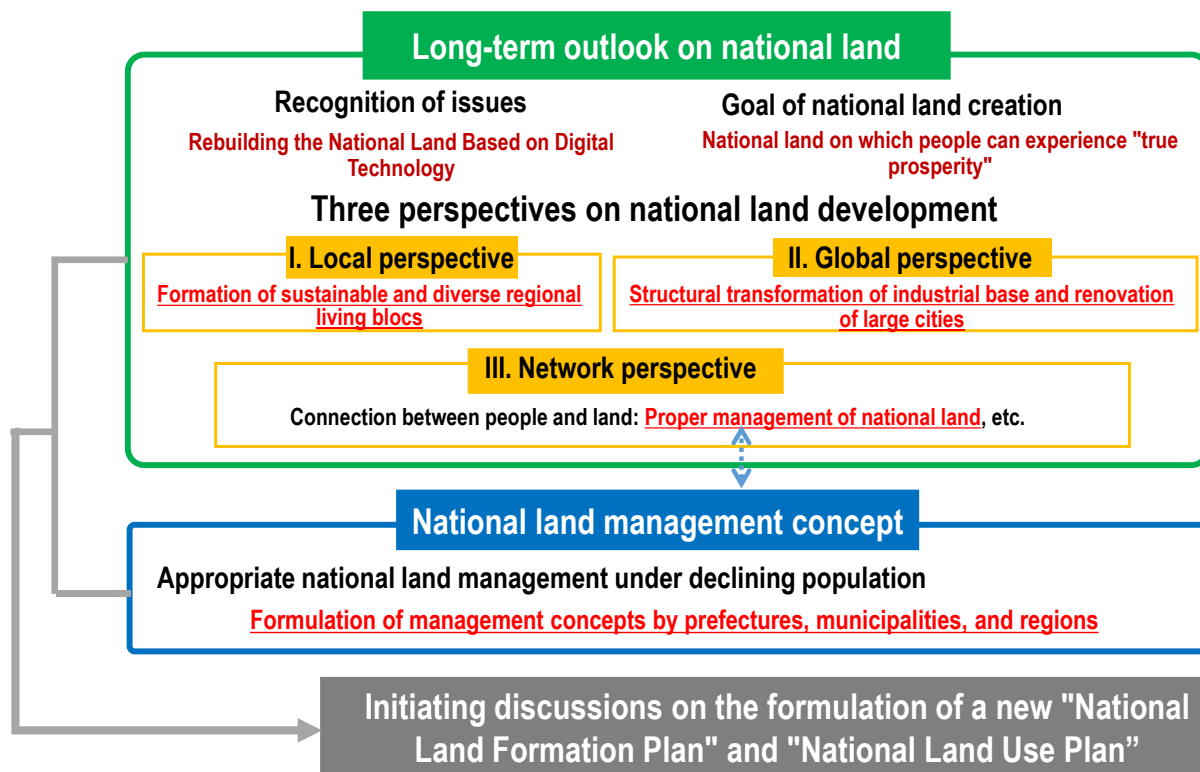 Long-term outlook on national land
Recognition of issues
Rebuilding the National Land Based on Digital
Technology
Goal of national land creation
National land on which people can experience "true
prosperity"
Three perspectives on national land development
I. Local perspective
Formation of sustainable and diverse regional
living blocs
II. Global perspective
Structural transformation of industrial base and renovation
of large cities
III. Network perspective
Connection between people and land: Proper management of national land, etc.
National land management concept
Appropriate national land management under declining population
Formulation of management concepts by prefectures, municipalities, and regions
Initiating discussions on the formulation of a new "National
Land Formation Plan" and "National Land Use Plan”